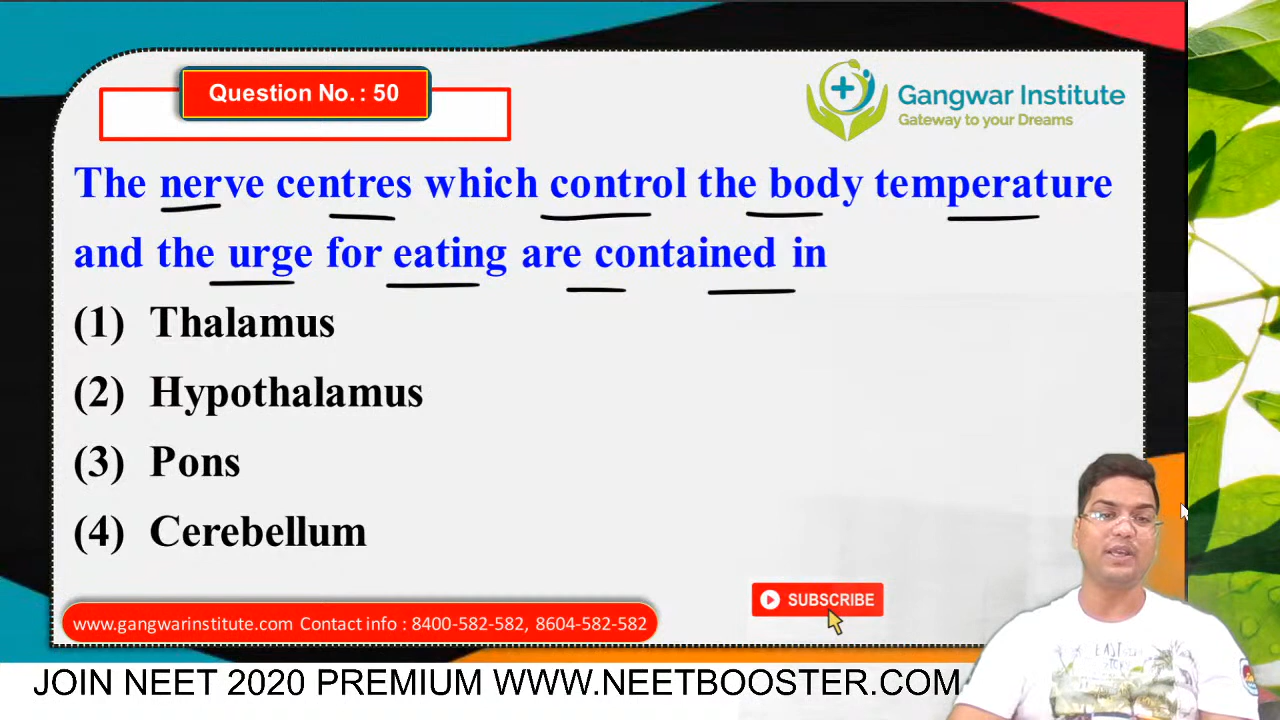 Question No. : 50
Gangwar Institute
Gateway to your Dreams
The nerve centres which control the body temperature
and the urge for eating are contained in
(1) Thalamus
(2) Hypothalamus
(3) Pons
(4) Cerebellum
SUBSCRIBE
www.gangwarinstitute.com Contact info : 8400-582-582, 8604-582-582
JOIN NEET 2020 PREMIUM WWW.NEETBOOSTER.COM